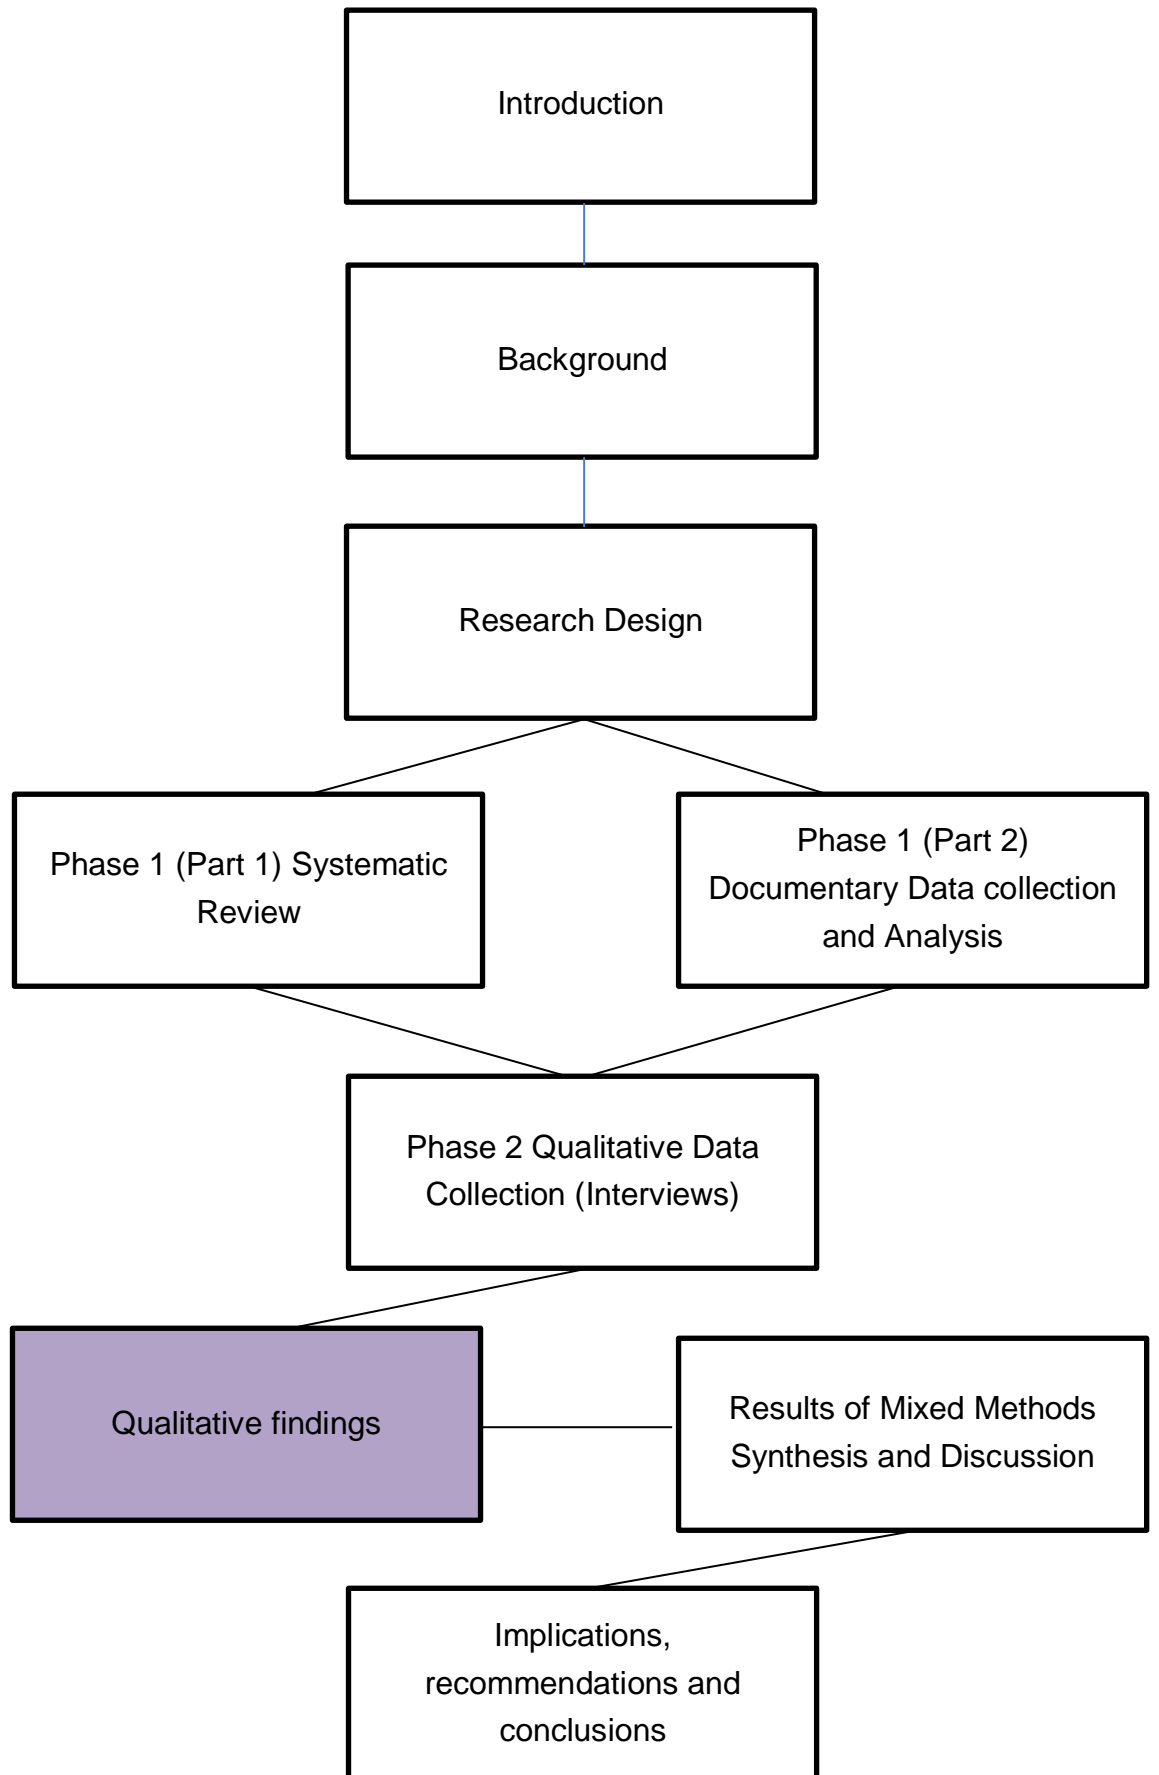 Introduction
Background
Research Design
Phase 1 (Part 1) Systematic
Review
Phase 1 (Part 2)
Documentary Data collection
and Analysis
Phase 2 Qualitative Data
Collection (Interviews)
Qualitative findings
Results of Mixed Methods
Synthesis and Discussion
Implications,
recommendations and
conclusions